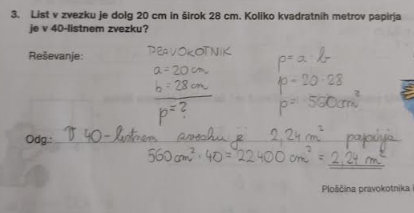 3. List v zvezku je dolg 20 cm in širok 28 cm. Koliko kvadratnih metrov papirja
je v 40-listnem zvezku?
Reševanje: PRAVOKOTNIK
a = 20 cm
b = 28 cm
p = ?
p = a · b
p = 20 · 28
p = 560 cm²
Odg.: V 40-listnem zvezku je 2,24 m² papirja
560 cm² · 40 = 22400 cm² = 2,24 m²
Ploščina pravokotnika